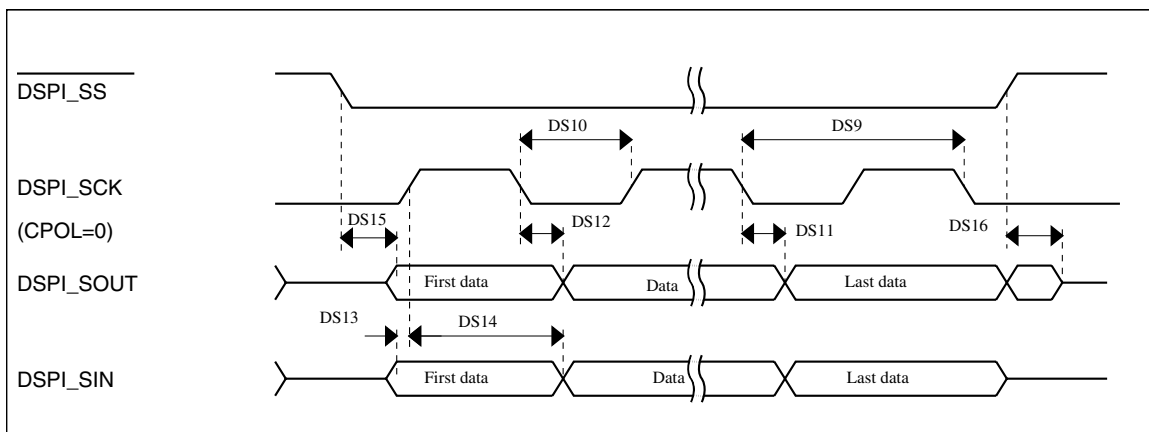 DSPI_SS
DS10
DS9
DSPI_SCK
DS15
DS12
DS11
DS16
(CPOL=0)
DSPI_SOUT
First data
Data
Last data
DS13
DS14
DSPI_SIN
First data
Data
Last data